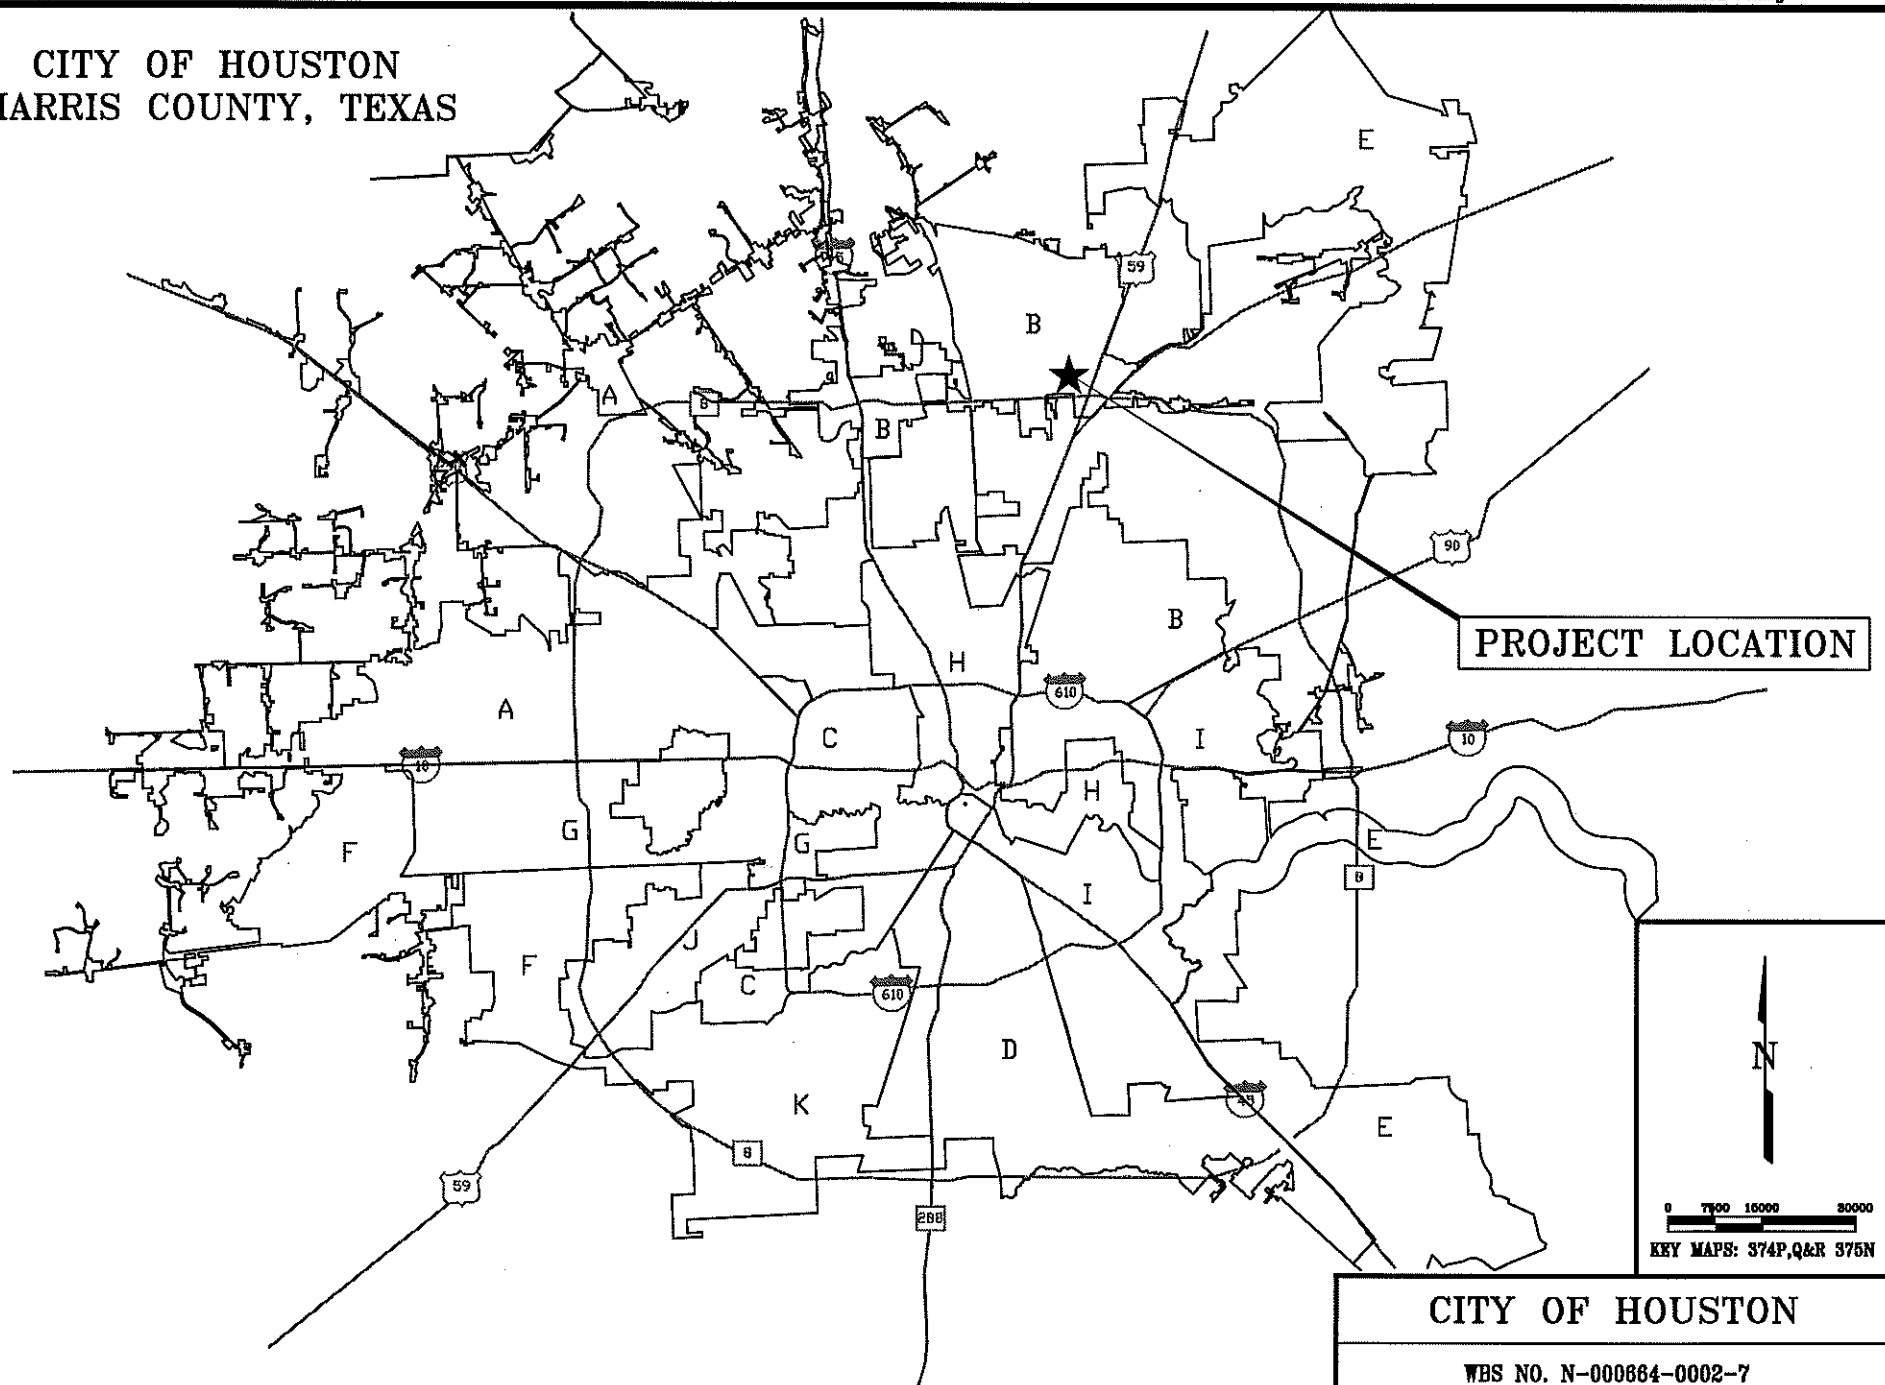 CITY OF HOUSTON
HARRIS COUNTY, TEXAS
E
59
B
A
8
B
A
90
B
PROJECT LOCATION
H
610
A
C
I
10
10
H
G
G
F
E
8
I
J
F
C
610
D
N
K
45
E
8
59
288
0 7500 15000 30000
KEY MAPS: 374P,Q&R 375N
CITY OF HOUSTON
WBS NO. N-000664-0002-7